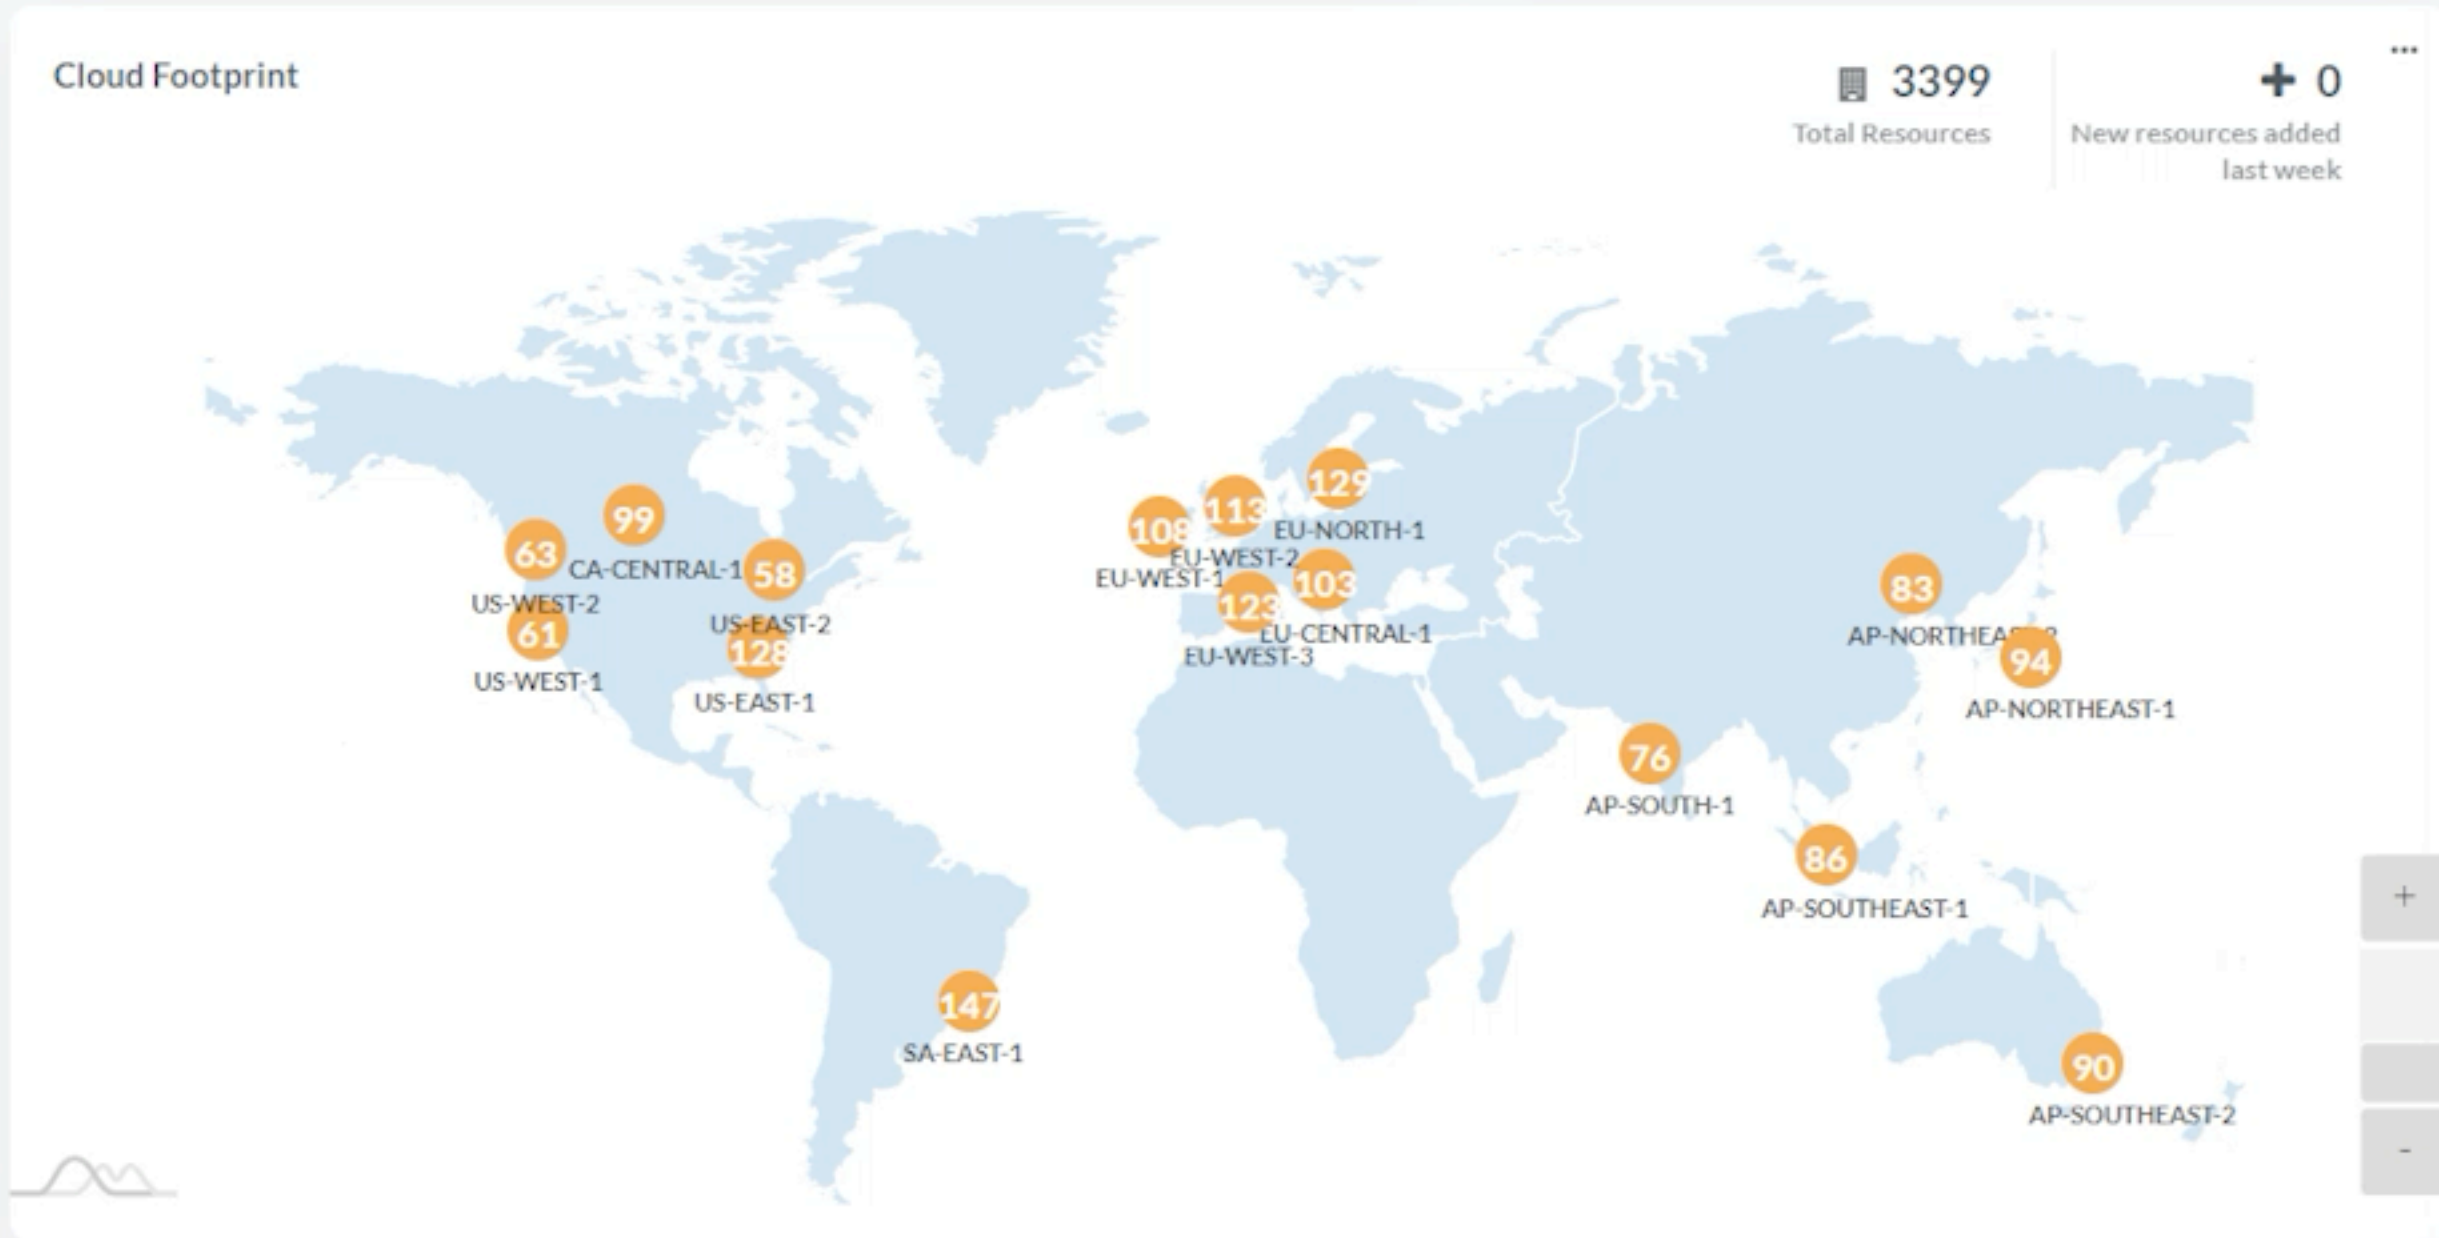 Cloud Footprint
3399
Total Resources
+ 0
New resources added
last week
99
CA-CENTRAL-1
63
US-WEST-2
61
US-WEST-1
58
US-EAST-2
128
US-EAST-1
147
SA-EAST-1
108
EU-WEST-1
113
EU-WEST-2
129
EU-NORTH-1
103
EU-CENTRAL-1
123
EU-WEST-3
83
94
AP-NORTHEAST-1
76
AP-SOUTH-1
86
AP-SOUTHEAST-1
90
AP-SOUTHEAST-2
+
-